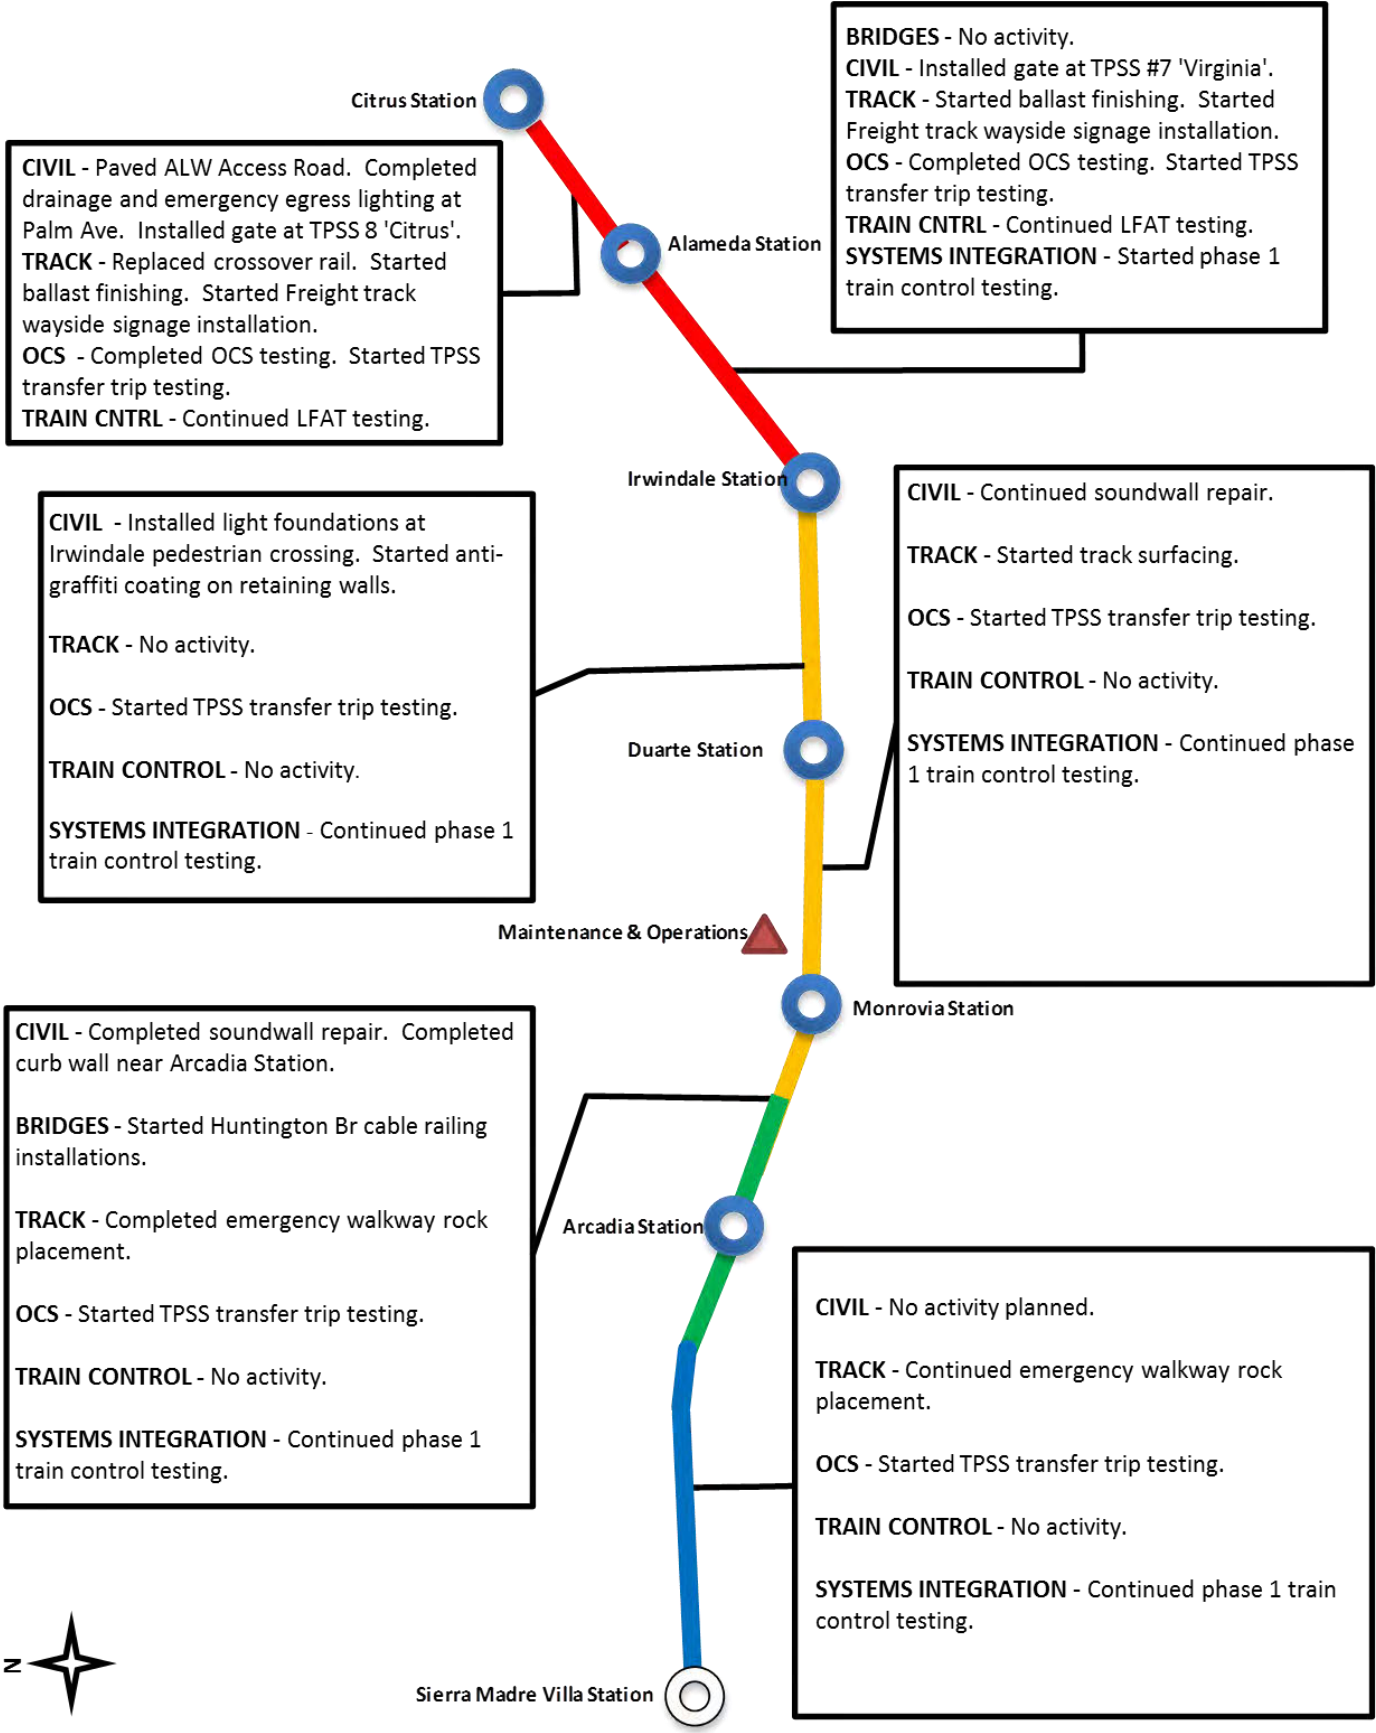 Citrus Station
BRIDGES - No activity.
CIVIL - Installed gate at TPSS #7 'Virginia'.
TRACK - Started ballast finishing.  Started
Freight track wayside signage installation.
OCS - Completed OCS testing.  Started TPSS
transfer trip testing.
TRAIN CNTRL - Continued LFAT testing.
SYSTEMS INTEGRATION - Started phase 1
train control testing.
CIVIL - Paved ALW Access Road.  Completed
drainage and emergency egress lighting at
Palm Ave.  Installed gate at TPSS 8 'Citrus'.
TRACK - Replaced crossover rail.  Started
ballast finishing.  Started Freight track
wayside signage installation.
OCS  - Completed OCS testing.  Started TPSS
transfer trip testing.
TRAIN CNTRL - Continued LFAT testing.
Alameda Station
Irwindale Station
CIVIL - Continued soundwall repair.
TRACK - Started track surfacing.
OCS - Started TPSS transfer trip testing.
TRAIN CONTROL - No activity.
SYSTEMS INTEGRATION - Continued phase
1 train control testing.
CIVIL  - Installed light foundations at
Irwindale pedestrian crossing.  Started anti-
graffiti coating on retaining walls.
TRACK - No activity.
OCS - Started TPSS transfer trip testing.
TRAIN CONTROL - No activity.
SYSTEMS INTEGRATION - Continued phase 1
train control testing.
Duarte Station
Maintenance & Operations
Monrovia Station
CIVIL - Completed soundwall repair.  Completed
curb wall near Arcadia Station.
BRIDGES - Started Huntington Br cable railing
installations.
TRACK - Completed emergency walkway rock
placement.
OCS - Started TPSS transfer trip testing.
TRAIN CONTROL - No activity.
SYSTEMS INTEGRATION - Continued phase 1
train control testing.
Arcadia Station
CIVIL - No activity planned.
TRACK - Continued emergency walkway rock
placement.
OCS - Started TPSS transfer trip testing.
TRAIN CONTROL - No activity.
SYSTEMS INTEGRATION - Continued phase 1 train
control testing.
N
Sierra Madre Villa Station